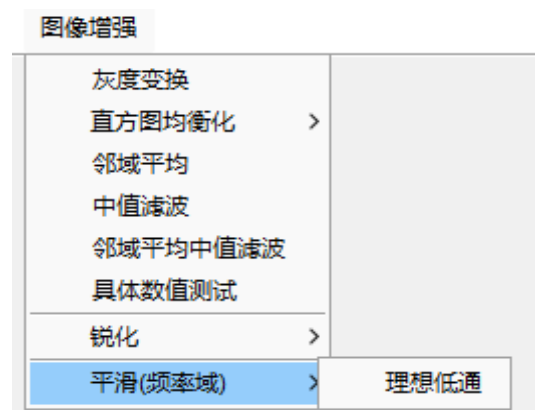 图像增强
灰度变换
直方图均衡化
邻域平均
中值滤波
邻域平均中值滤波
具体数值测试
锐化
平滑(频率域)
理想低通